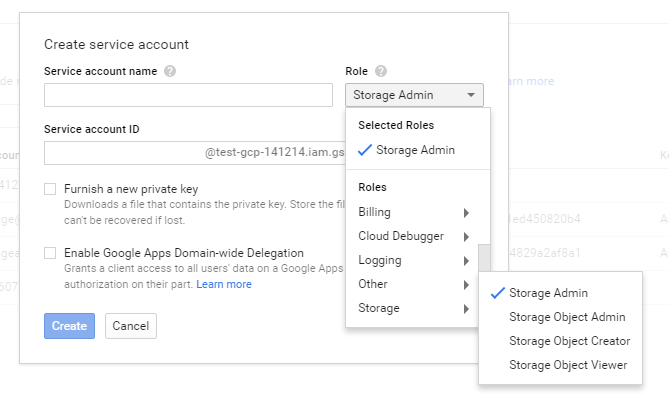 Create service account
Service account name
Role
Storage Admin
Service account ID
@test-gcp-141214.iam.gs
Selected Roles
Storage Admin
Roles
Billing
Cloud Debugger
Logging
Other
Storage
Storage Admin
Storage Object Admin
Storage Object Creator
Storage Object Viewer
Furnish a new private key
Downloads a file that contains the private key. Store the fil
can't be recovered if lost.
Enable Google Apps Domain-wide Delegation
Grants a client access to all users' data on a Google Apps
authorization on their part. Learn more
Create
Cancel
arn more
1ed450820b4
4829a2af8a1